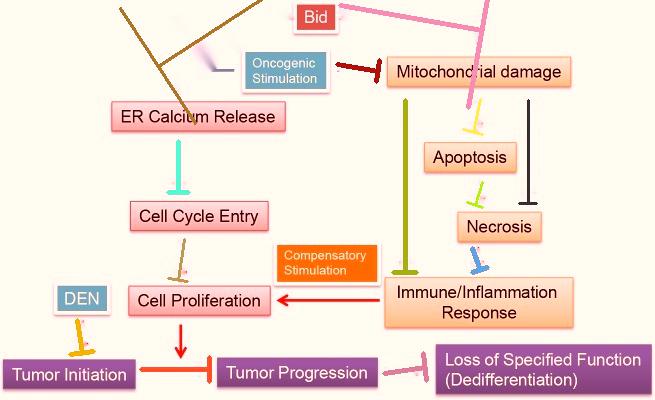 Bid
Oncogenic
Stimulation
Mitochondrial damage
ER Calcium Release
Apoptosis
Cell Cycle Entry
Necrosis
Compensatory
Stimulation
DEN
Cell Proliferation
Immune/Inflammation
Response
Tumor Initiation
Tumor Progression
Loss of Specified Function
(Dedifferentiation)